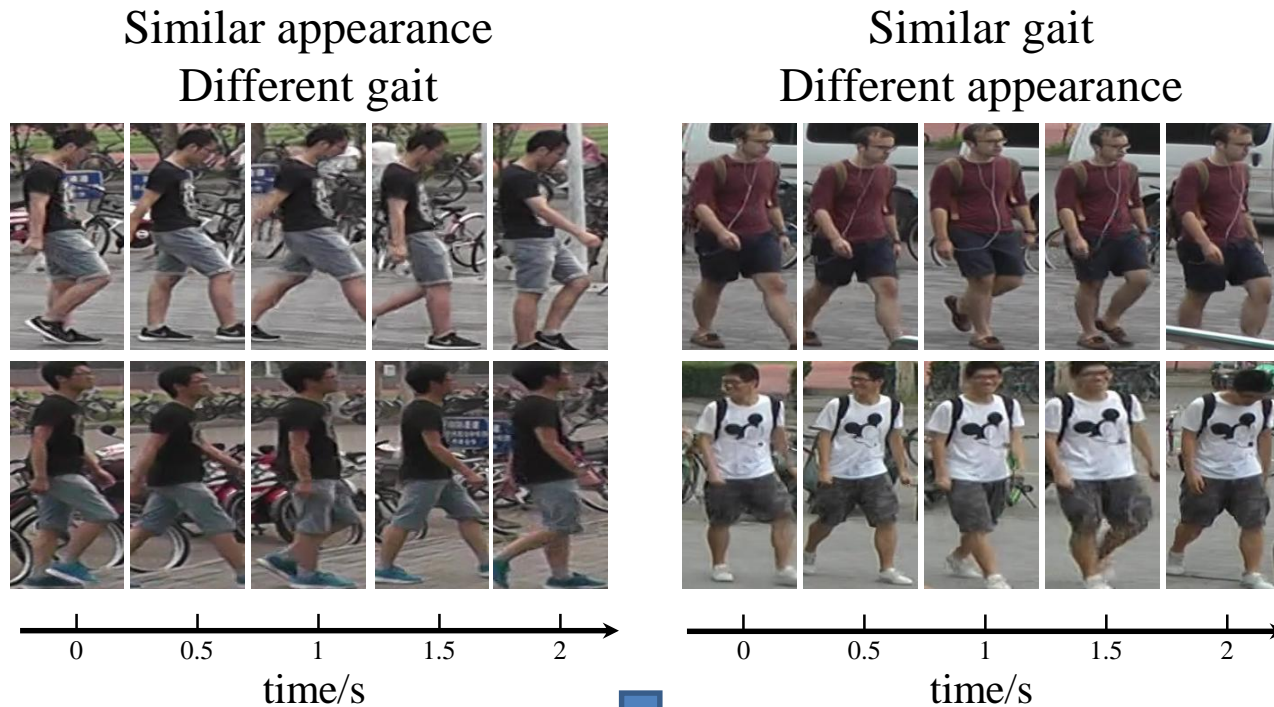 Similar appearance
Different gait
Similar gait
Different appearance
0 0.5 1 1.5 2
time/s
0 0.5 1 1.5 2
time/s